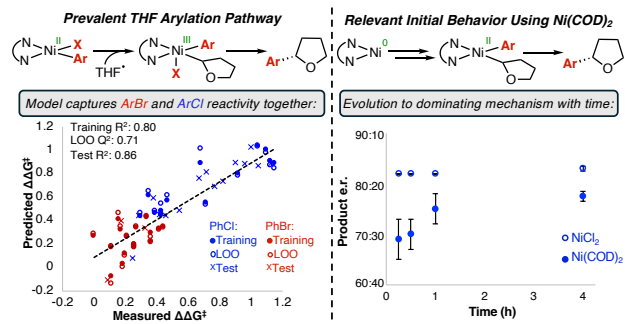 Prevalent THF Arylation Pathway
N
N
Ni
II
X
Ar
THF•
N
N
Ni
III
Ar
X
O
Ar
O
Model captures ArBr and ArCl reactivity together:
Training R²: 0.80
LOO Q²: 0.71
Test R²: 0.86
Predicted ΔΔG‡
1.2
1
0.8
0.6
0.4
0.2
0
-0.2
PhCl: PhBr:
Training Training
LOO LOO
Test Test
-0.2 0 0.2 0.4 0.6 0.8 1 1.2
Measured ΔΔG‡
Relevant Initial Behavior Using Ni(COD)₂
N
N
Ni
0
N
N
Ni
II
Ar
O
Ar
O
Evolution to dominating mechanism with time:
Product e.r.
90:10
80:20
70:30
60:40
NiCl₂
Ni(COD)₂
0 1 2 3 4
Time (h)